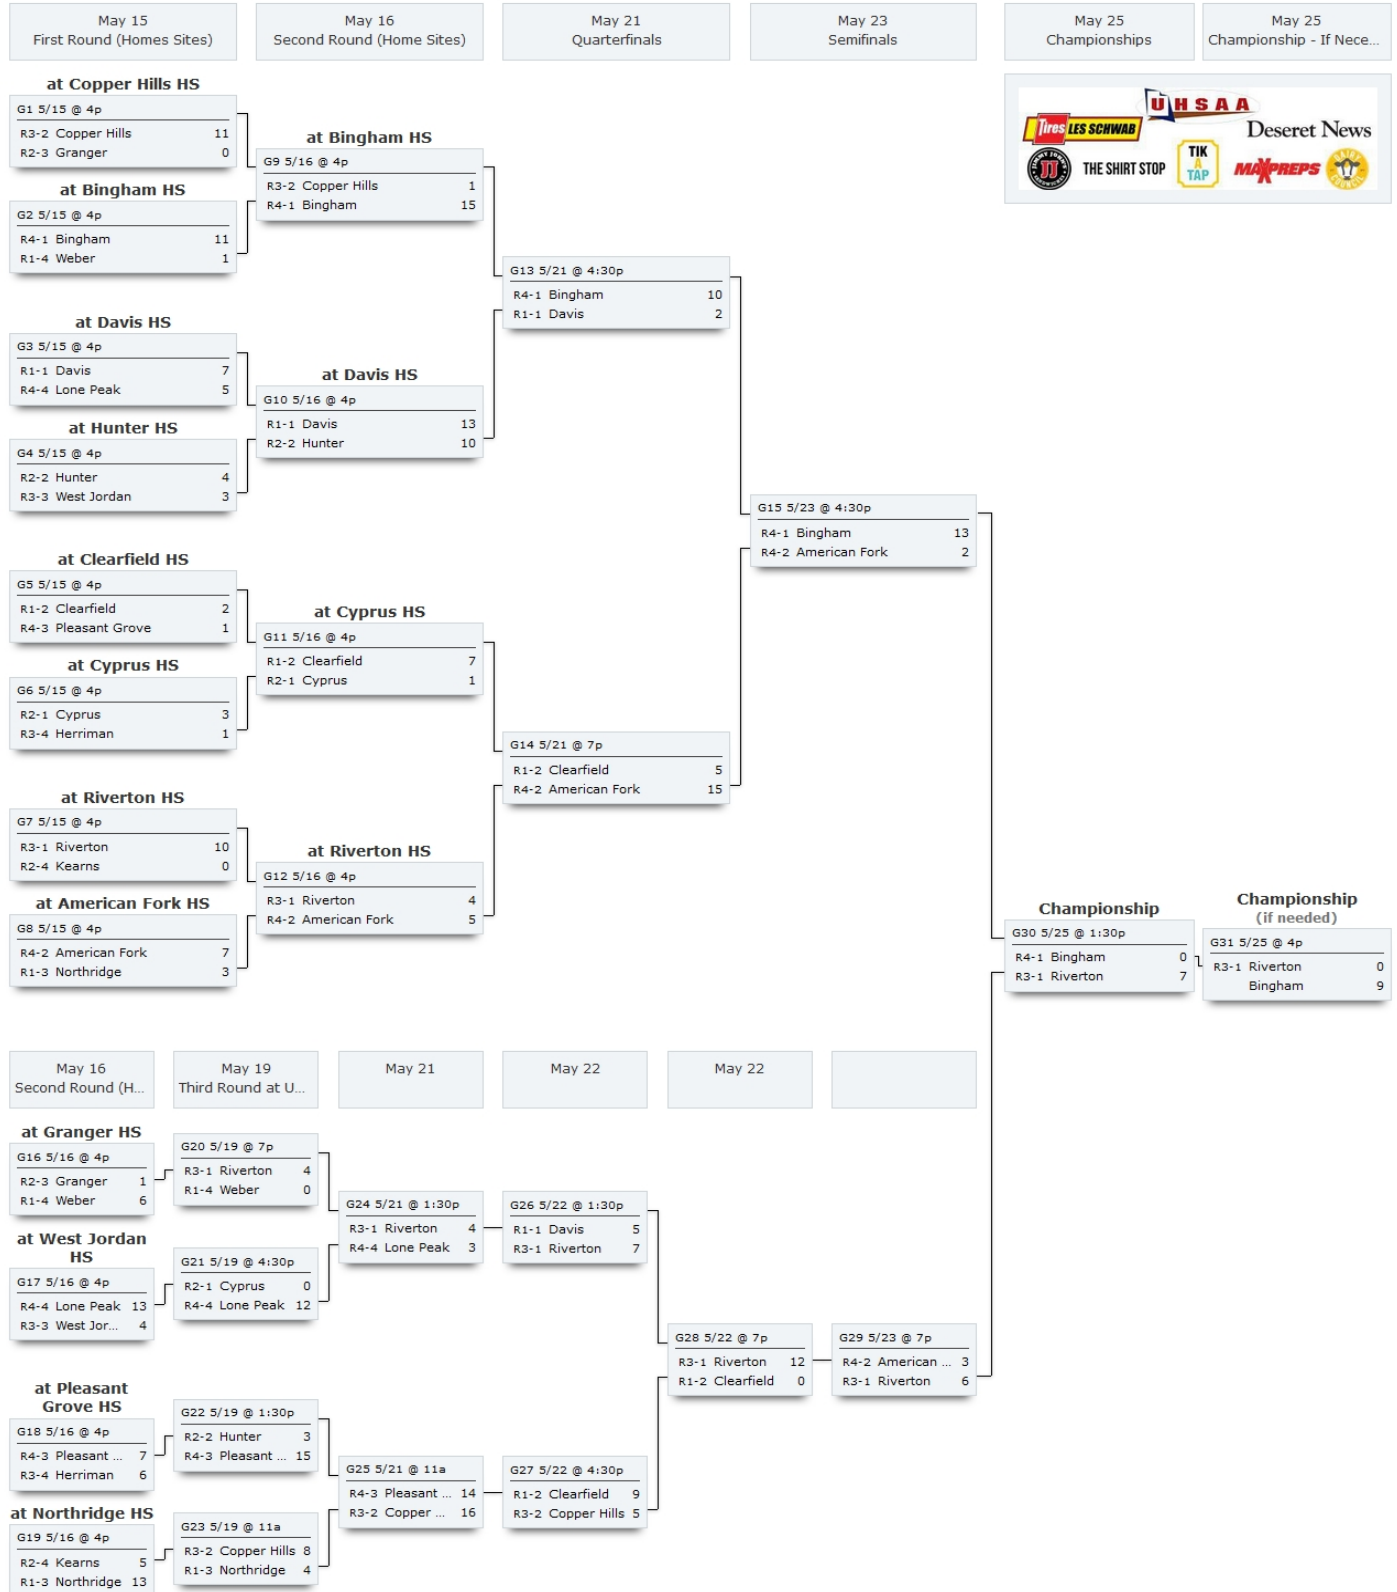 May 15
First Round (Homes Sites)
May 16
Second Round (Home Sites)
May 21
Quarterfinals
May 23
Semifinals
May 25
Championships
May 25
Championship - If Nece...
UHSAA
Tires LES SCHWAB
Deseret News
JIMMY JOHN'S
JJ
THE SHIRT STOP
TIK
A
TAP
MAXPREPS
at Copper Hills HS
G1 5/15 @ 4p
R3-2 Copper Hills 11
R2-3 Granger 0
at Bingham HS
G2 5/15 @ 4p
R4-1 Bingham 11
R1-4 Weber 1
at Davis HS
G3 5/15 @ 4p
R1-1 Davis 7
R4-4 Lone Peak 5
at Hunter HS
G4 5/15 @ 4p
R2-2 Hunter 4
R3-3 West Jordan 3
at Clearfield HS
G5 5/15 @ 4p
R1-2 Clearfield 2
R4-3 Pleasant Grove 1
at Cyprus HS
G6 5/15 @ 4p
R2-1 Cyprus 3
R3-4 Herriman 1
at Riverton HS
G7 5/15 @ 4p
R3-1 Riverton 10
R2-4 Kearns 0
at American Fork HS
G8 5/15 @ 4p
R4-2 American Fork 7
R1-3 Northridge 3
at Bingham HS
G9 5/16 @ 4p
R3-2 Copper Hills 1
R4-1 Bingham 15
at Davis HS
G10 5/16 @ 4p
R1-1 Davis 13
R2-2 Hunter 10
at Cyprus HS
G11 5/16 @ 4p
R1-2 Clearfield 7
R2-1 Cyprus 1
at Riverton HS
G12 5/16 @ 4p
R3-1 Riverton 4
R4-2 American Fork 5
G13 5/21 @ 4:30p
R4-1 Bingham 10
R1-1 Davis 2
G14 5/21 @ 7p
R1-2 Clearfield 5
R4-2 American Fork 15
G15 5/23 @ 4:30p
R4-1 Bingham 13
R4-2 American Fork 2
Championship
G30 5/25 @ 1:30p
R4-1 Bingham 0
R3-1 Riverton 7
Championship
(if needed)
G31 5/25 @ 4p
R3-1 Riverton 0
Bingham 9
May 16
Second Round (H...
May 19
Third Round at U...
May 21
May 22
May 22
at Granger HS
G16 5/16 @ 4p
R2-3 Granger 1
R1-4 Weber 6
at West Jordan
HS
G17 5/16 @ 4p
R4-4 Lone Peak 13
R3-3 West Jor... 4
at Pleasant
Grove HS
G18 5/16 @ 4p
R4-3 Pleasant ... 7
R3-4 Herriman 6
at Northridge HS
G19 5/16 @ 4p
R2-4 Kearns 5
R1-3 Northridge 13
G20 5/19 @ 7p
R3-1 Riverton 4
R1-4 Weber 0
G21 5/19 @ 4:30p
R2-1 Cyprus 0
R4-4 Lone Peak 12
G22 5/19 @ 1:30p
R2-2 Hunter 3
R4-3 Pleasant ... 15
G23 5/19 @ 11a
R3-2 Copper Hills 8
R1-3 Northridge 4
G24 5/21 @ 1:30p
R3-1 Riverton 4
R4-4 Lone Peak 3
G25 5/21 @ 11a
R4-3 Pleasant ... 14
R3-2 Copper ... 16
G26 5/22 @ 1:30p
R1-1 Davis 5
R3-1 Riverton 7
G27 5/22 @ 4:30p
R1-2 Clearfield 9
R3-2 Copper Hills 5
G28 5/22 @ 7p
R3-1 Riverton 12
R1-2 Clearfield 0
G29 5/23 @ 7p
R4-2 American ... 3
R3-1 Riverton 6